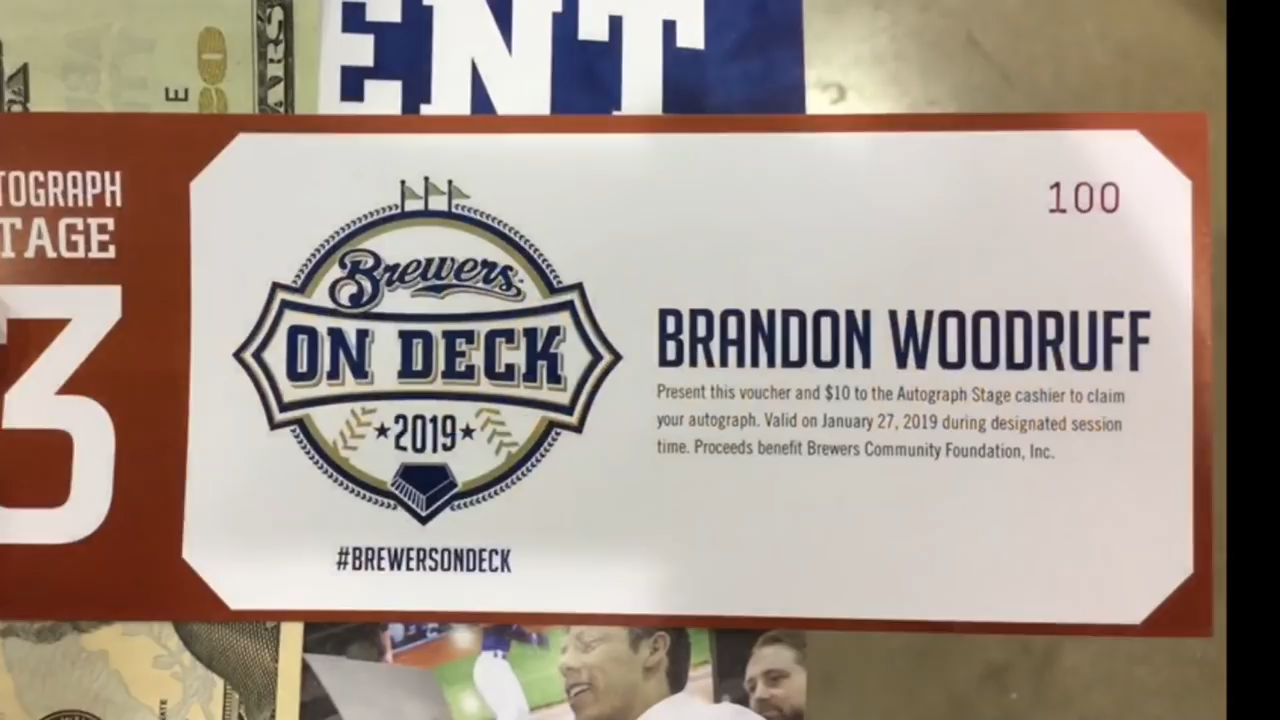 ENT
TOGRAPH
TAGE
3
100
Brewers
ON DECK
★2019★
#BREWERSONDECK
BRANDON WOODRUFF
Present this voucher and $10 to the Autograph Stage cashier to claim
your autograph. Valid on January 27, 2019 during designated session
time. Proceeds benefit Brewers Community Foundation, Inc.